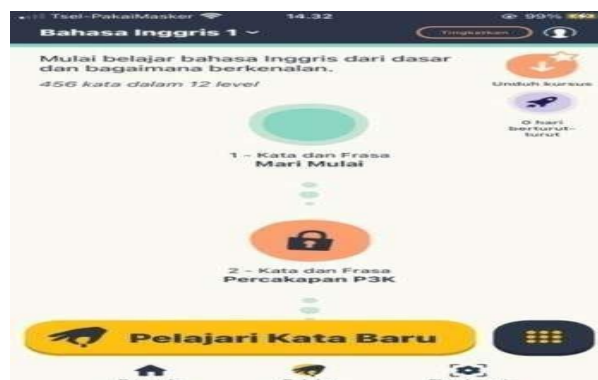 Tsel-PakaiMasker
14.32
99%
Bahasa Inggris 1
Tingkatkan
Mulai belajar bahasa Inggris dari dasar
dan bagaimana berkenalan.
456 kata dalam 12 level
Unduh kursus
0 hari
berturut-
turut
1 - Kata dan Frasa
Mari Mulai
2 - Kata dan Frasa
Percakapan P3K
Pelajari Kata Baru